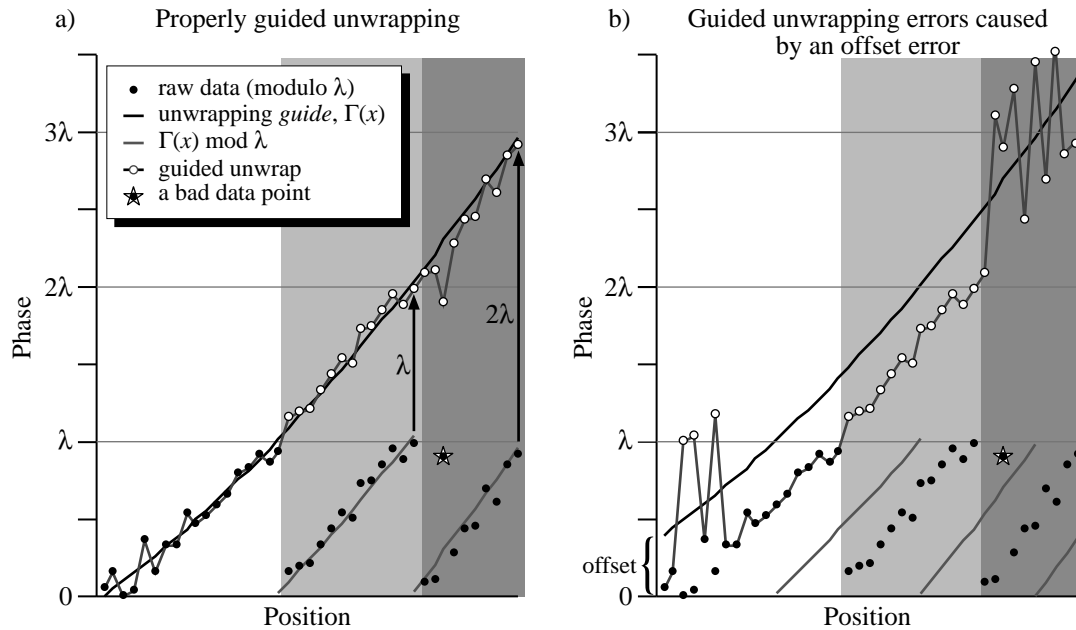 a)
Properly guided unwrapping
raw data (modulo λ)
unwrapping guide, Γ(x)
Γ(x) mod λ
guided unwrap
a bad data point
3λ
2λ
λ
0
Phase
Position
λ
2λ
b)
Guided unwrapping errors caused
by an offset error
3λ
2λ
λ
0
Phase
Position
offset